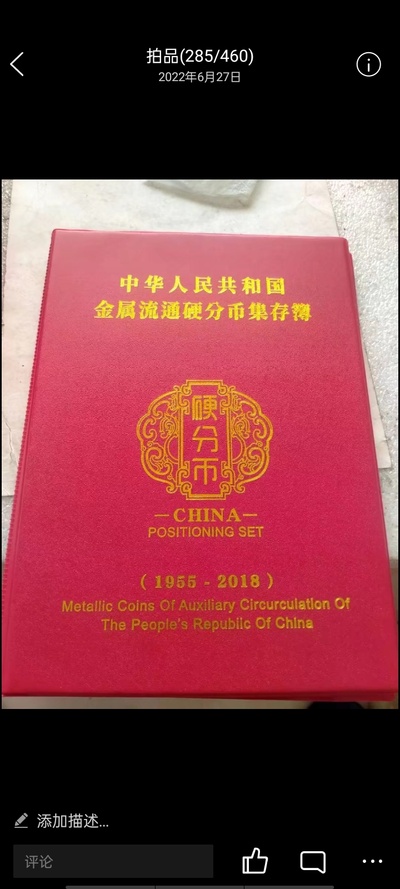 拍品(285/460)
2022年6月27日
中华人民共和国
金属流通硬分币集存簿
硬分币
CHINA
POSITIONING SET
(1955-2018)
Metallic Coins Of Auxiliary Circurculation Of
The People's Republic Of China
添加描述...
评论